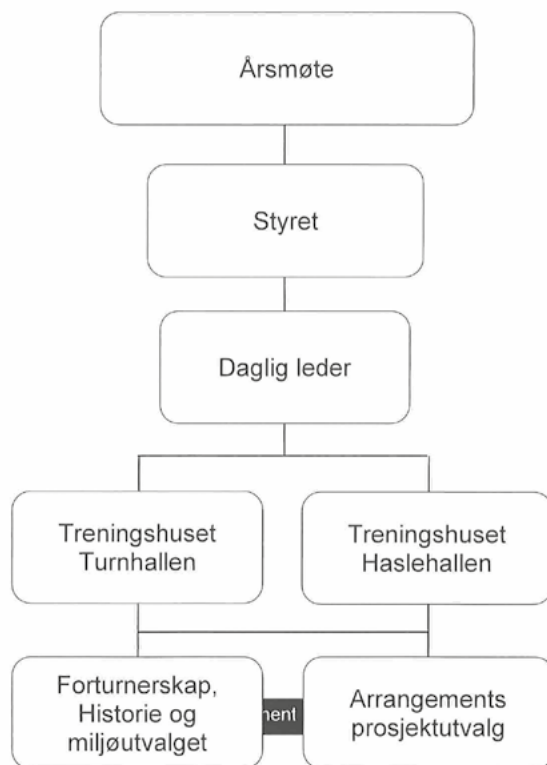 Årsmøte
Styret
Daglig leder
Treningshuset
Turnhallen
Treningshuset
Haslehallen
Forturnerskap,
Historie og
miljøutvalget
Arrangements
prosjektutvalg